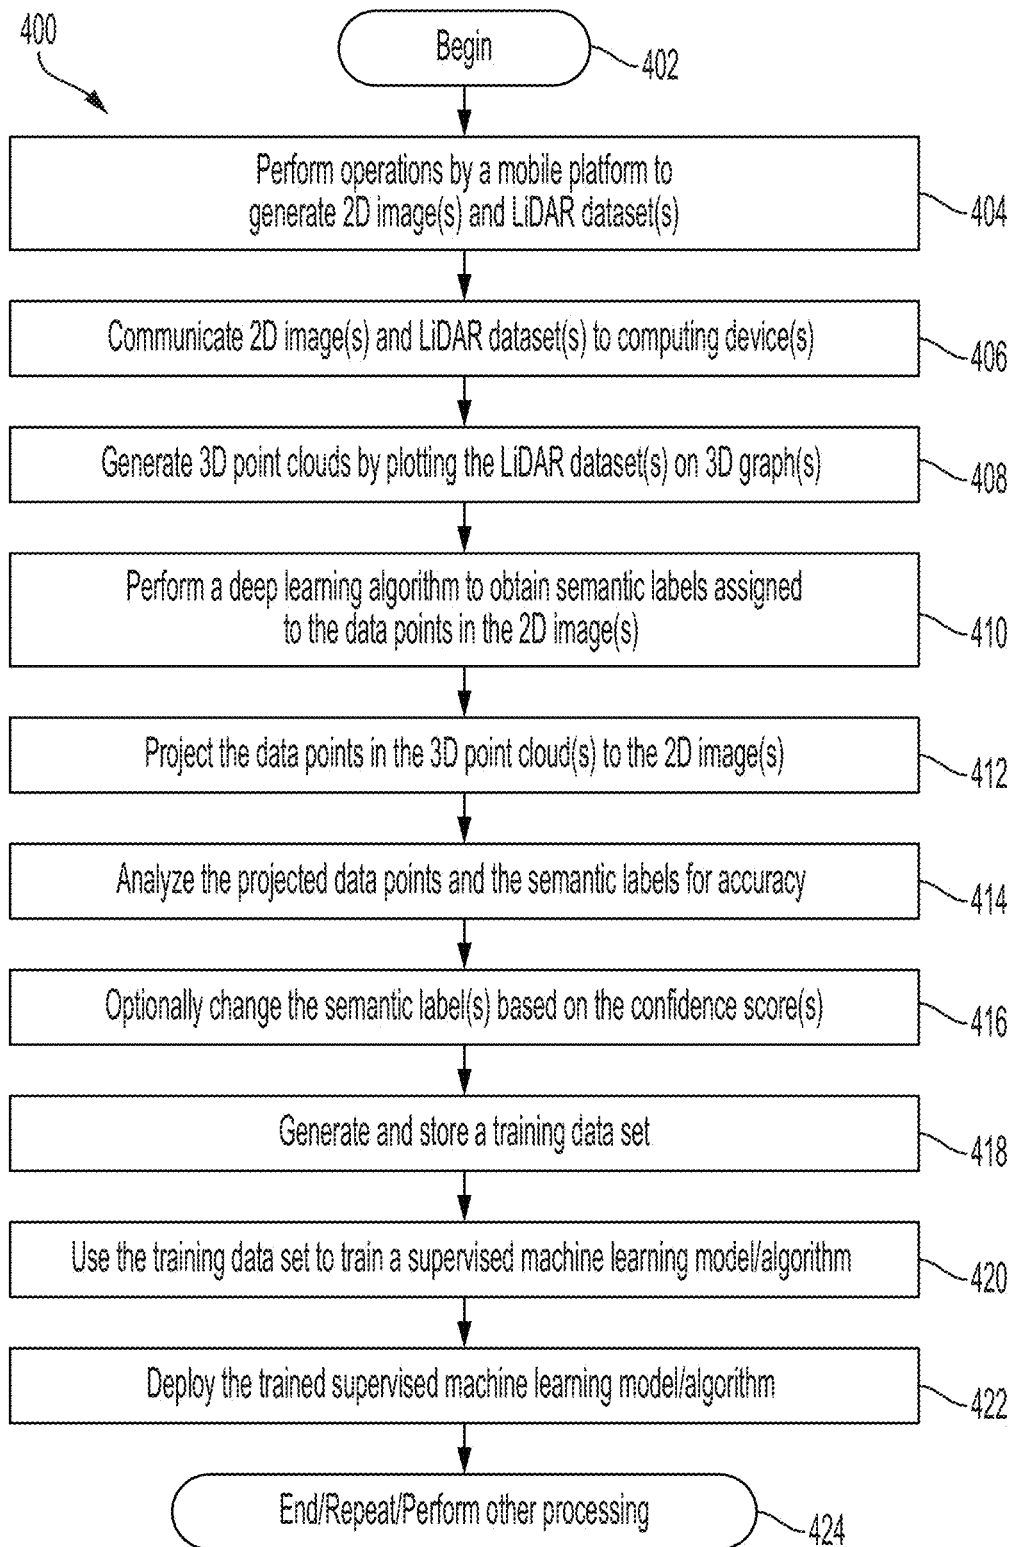 400
Begin
402
Perform operations by a mobile platform to
generate 2D image(s) and LiDAR dataset(s)
404
Communicate 2D image(s) and LiDAR dataset(s) to computing device(s)
406
Generate 3D point clouds by plotting the LiDAR dataset(s) on 3D graph(s)
408
Perform a deep learning algorithm to obtain semantic labels assigned
to the data points in the 2D image(s)
410
Project the data points in the 3D point cloud(s) to the 2D image(s)
412
Analyze the projected data points and the semantic labels for accuracy
414
Optionally change the semantic label(s) based on the confidence score(s)
416
Generate and store a training data set
418
Use the training data set to train a supervised machine learning model/algorithm
420
Deploy the trained supervised machine learning model/algorithm
422
End/Repeat/Perform other processing
424